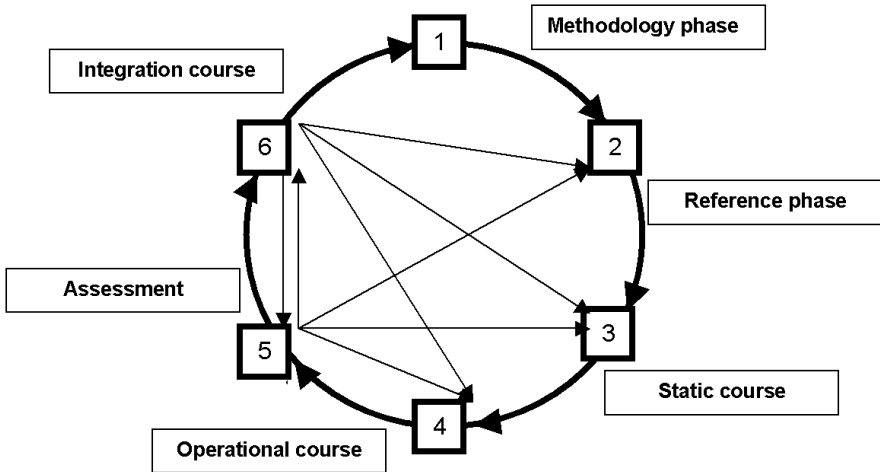 1
Methodology phase
Integration course
6
2
Reference phase
Assessment
5
3
Static course
4
Operational course